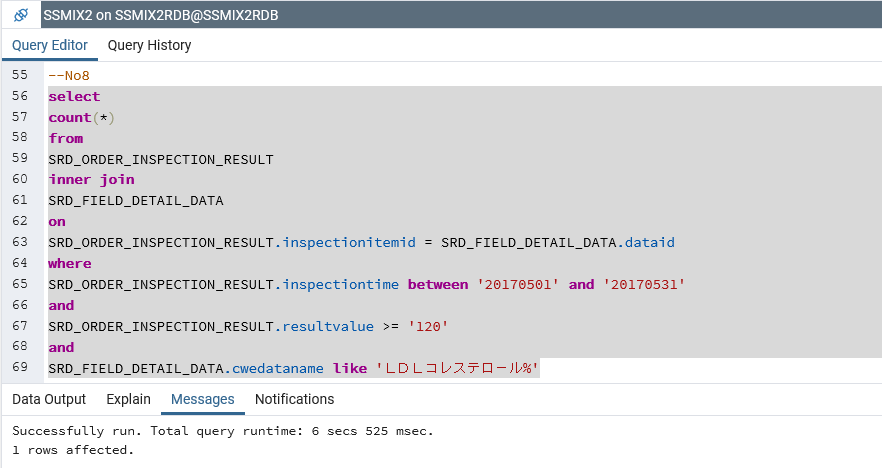 SSMIX2 on SSMIX2RDB@SSMIX2RDB
Query Editor Query History
55 --No8
56 select
57 count(*)
58 from
59 SRD_ORDER_INSPECTION_RESULT
60 inner join
61 SRD_FIELD_DETAIL_DATA
62 on
63 SRD_ORDER_INSPECTION_RESULT.inspectionitemid = SRD_FIELD_DETAIL_DATA.dataid
64 where
65 SRD_ORDER_INSPECTION_RESULT.inspectiontime between '20170501' and '20170531'
66 and
67 SRD_ORDER_INSPECTION_RESULT.resultvalue >= '120'
68 and
69 SRD_FIELD_DETAIL_DATA.cwedataname like 'ＬＤＬコレステロール%'
Data Output Explain Messages Notifications
Successfully run. Total query runtime: 6 secs 525 msec.
1 rows affected.